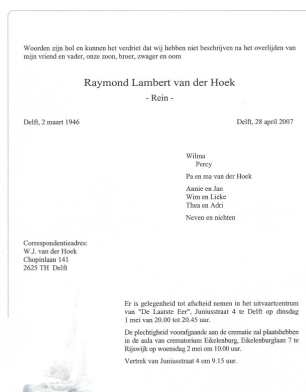 Woorden zijn hol en kunnen het verdriet dat wij hebben niet beschrijven na het overlijden van
mijn vriend en vader, onze zoon, broer, zwager en oom
Raymond Lambert van der Hoek
- Rein -
Delft, 2 maart 1946
Delft, 28 april 2007
Wilma
Percy
Pa en ma van der Hoek
Annie en Jan
Wim en Lieke
Thea en Adri
Neven en nichten
Correspondentieadres:
W.J. van der Hoek
Chopinlaan 141
2625 TH Delft
Er is gelegenheid tot afscheid nemen in het uitvaartcentrum
van "De Laatste Eer", Juniusstraat 4 te Delft op dinsdag
1 mei van 20.00 tot 20.45 uur.
De plechtigheid voorafgaande aan de crematie zal plaatshebben
in de aula van crematorium Eikelenburg, Eikelenburglaan 7 te
Rijswijk op woensdag 2 mei om 10.00 uur.
Vertrek van Juniusstraat 4 om 9.15 uur.